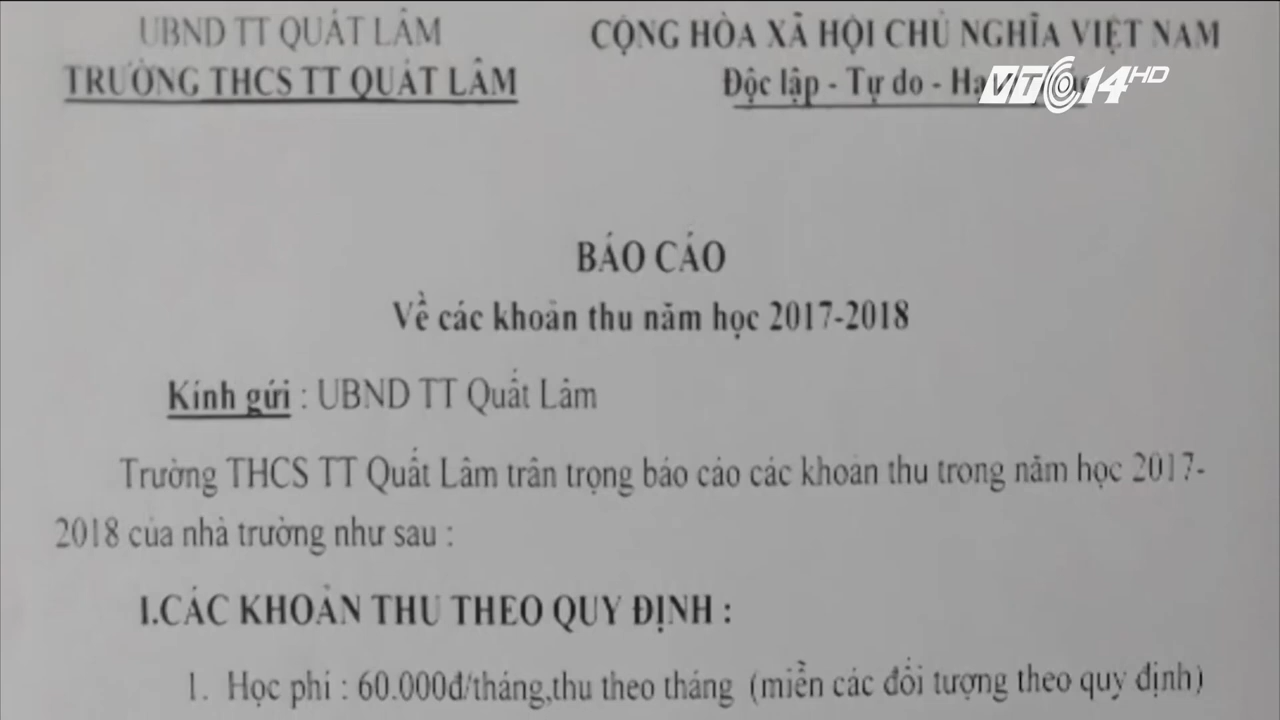 UBND TT QUẤT LÂM
TRƯỜNG THCS TT QUẤT LÂM
CỘNG HÒA XÃ HỘI CHỦ NGHĨA VIỆT NAM
Độc lập - Tự do - Hạ
VTC14HD
BÁO CÁO
Về các khoản thu năm học 2017-2018
Kính gửi : UBND TT Quất Lâm
Trường THCS TT Quất Lâm trân trọng báo cáo các khoản thu trong năm học 2017-
2018 của nhà trường như sau :
I.CÁC KHOẢN THU THEO QUY ĐỊNH :
1. Học phí : 60.000đ/tháng,thu theo tháng (miễn các đối tượng theo quy định)